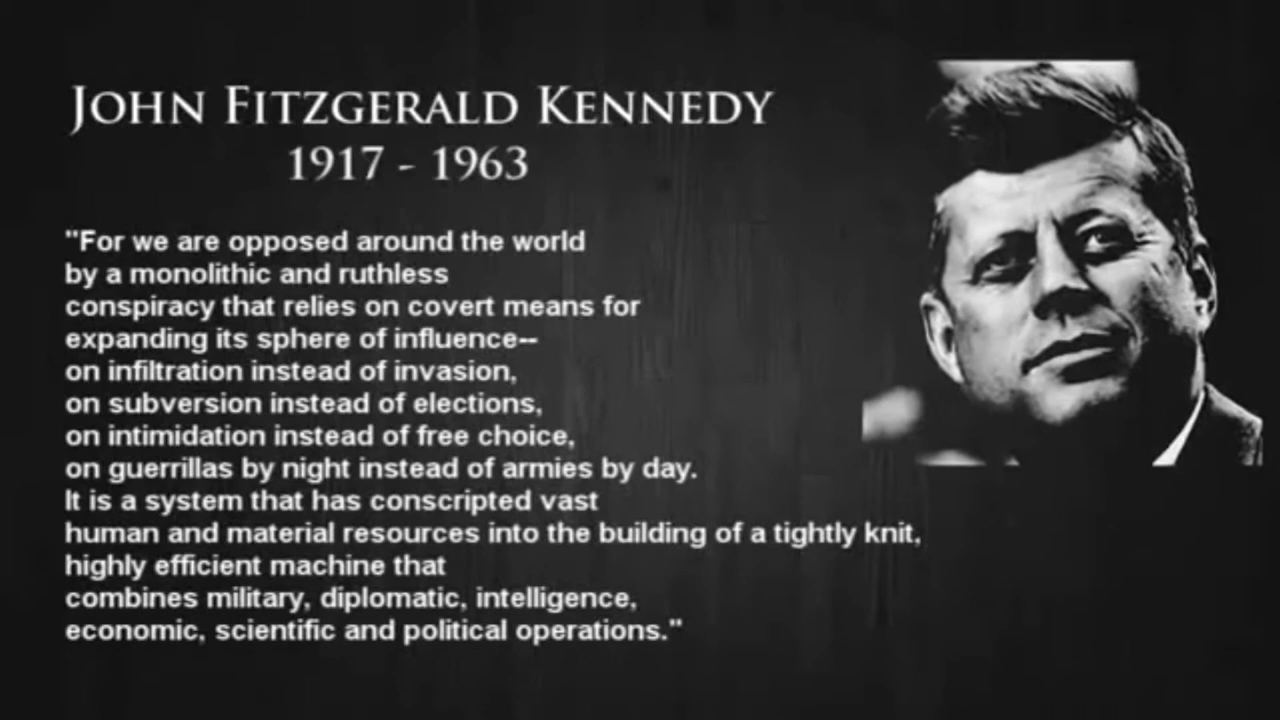 John Fitzgerald Kennedy
1917 - 1963
"For we are opposed around the world
by a monolithic and ruthless
conspiracy that relies on covert means for
expanding its sphere of influence--
on infiltration instead of invasion,
on subversion instead of elections,
on intimidation instead of free choice,
on guerrillas by night instead of armies by day.
It is a system that has conscripted vast
human and material resources into the building of a tightly knit,
highly efficient machine that
combines military, diplomatic, intelligence,
economic, scientific and political operations."